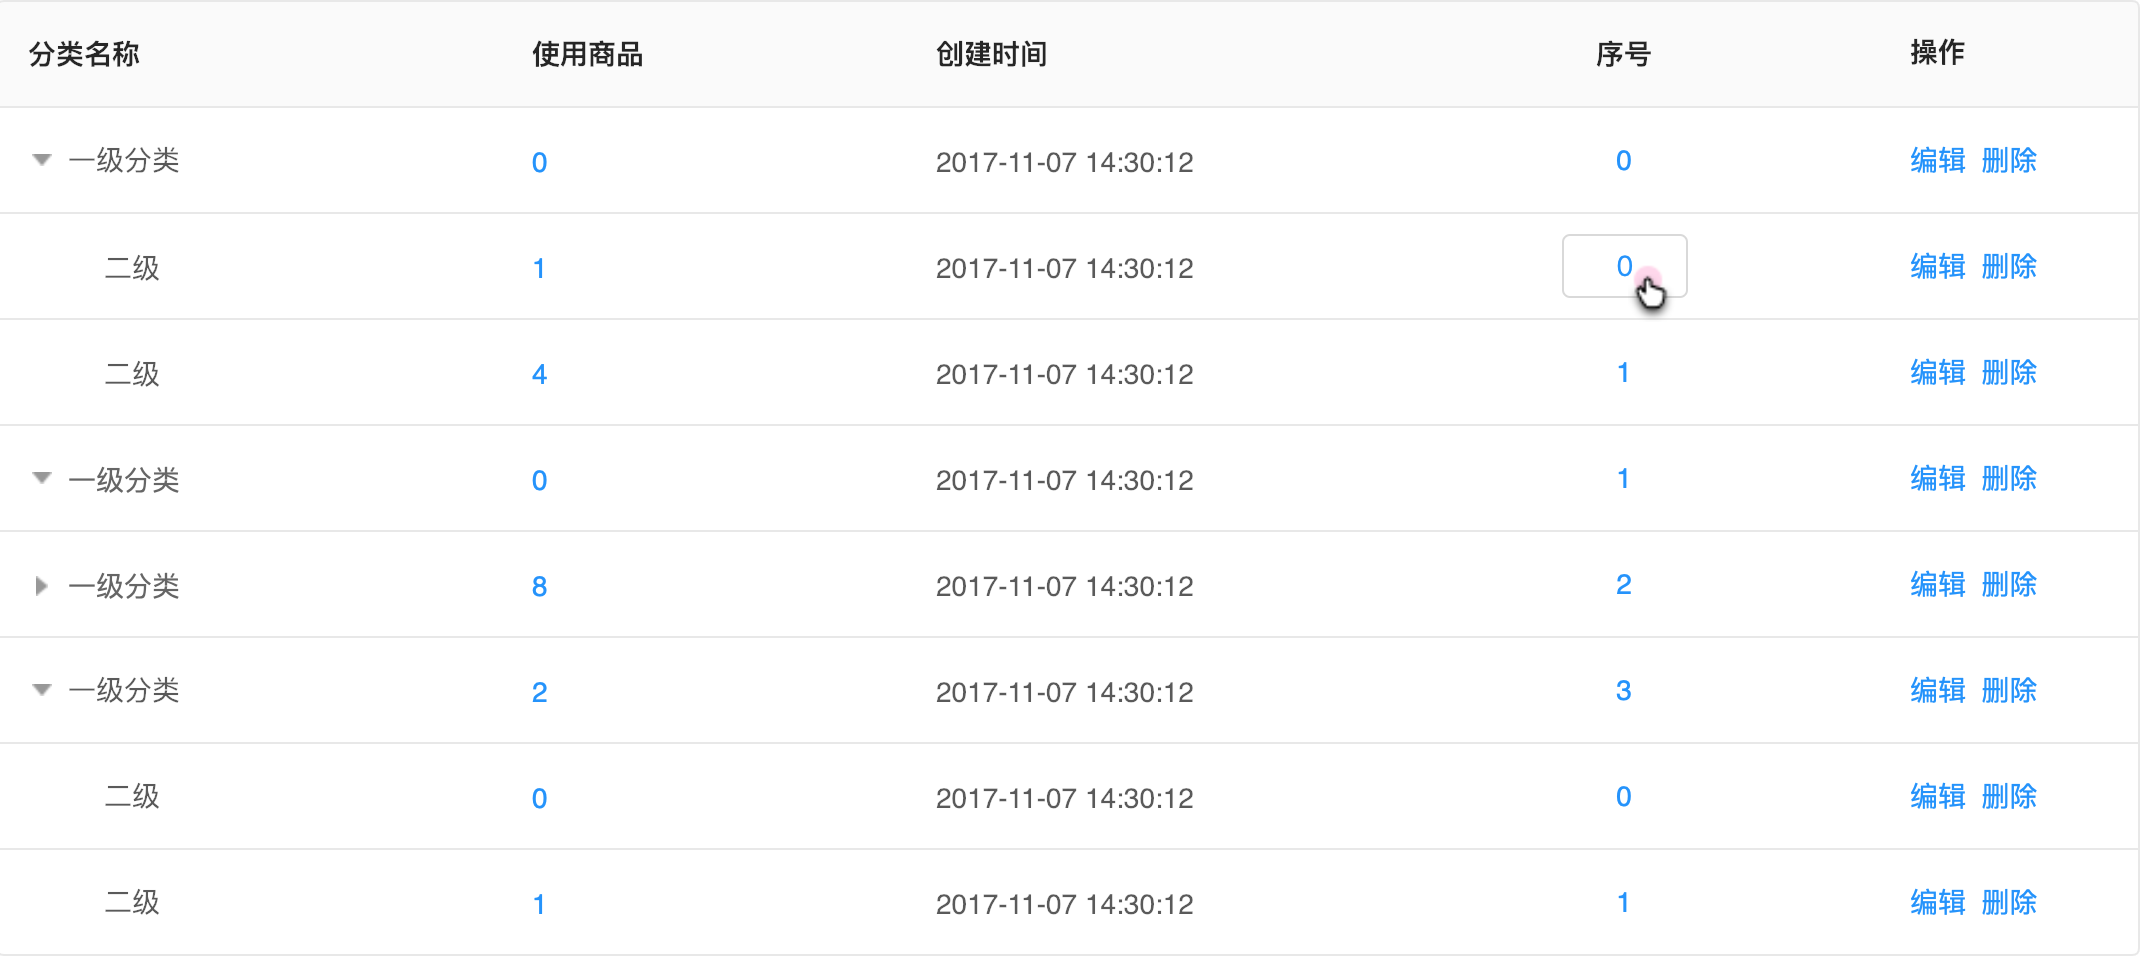 分类名称 使用商品 创建时间 序号 操作
一级分类 0 2017-11-07 14:30:12 0 编辑 删除
二级 1 2017-11-07 14:30:12 0 编辑 删除
二级 4 2017-11-07 14:30:12 1 编辑 删除
一级分类 0 2017-11-07 14:30:12 1 编辑 删除
一级分类 8 2017-11-07 14:30:12 2 编辑 删除
一级分类 2 2017-11-07 14:30:12 3 编辑 删除
二级 0 2017-11-07 14:30:12 0 编辑 删除
二级 1 2017-11-07 14:30:12 1 编辑 删除